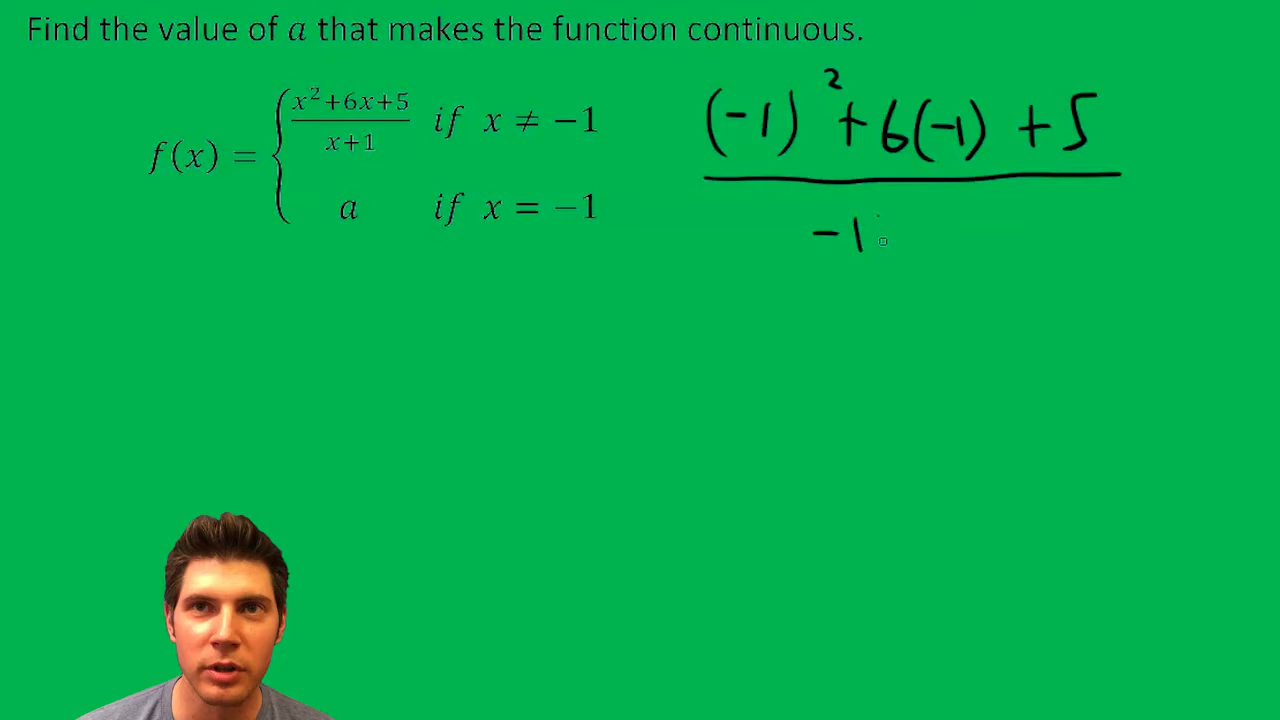 Find the value of a that makes the function continuous.
f(x) = { (x²+6x+5)/(x+1) if x ≠ −1
a if x = −1
(-1)² + 6(-1) + 5
-1